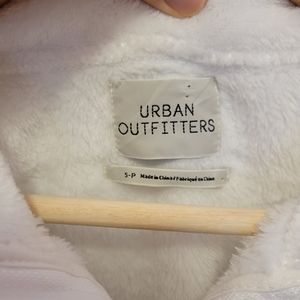 URBAN
OUTFITTERS
S-P Made in China / Fabriqué en Chine